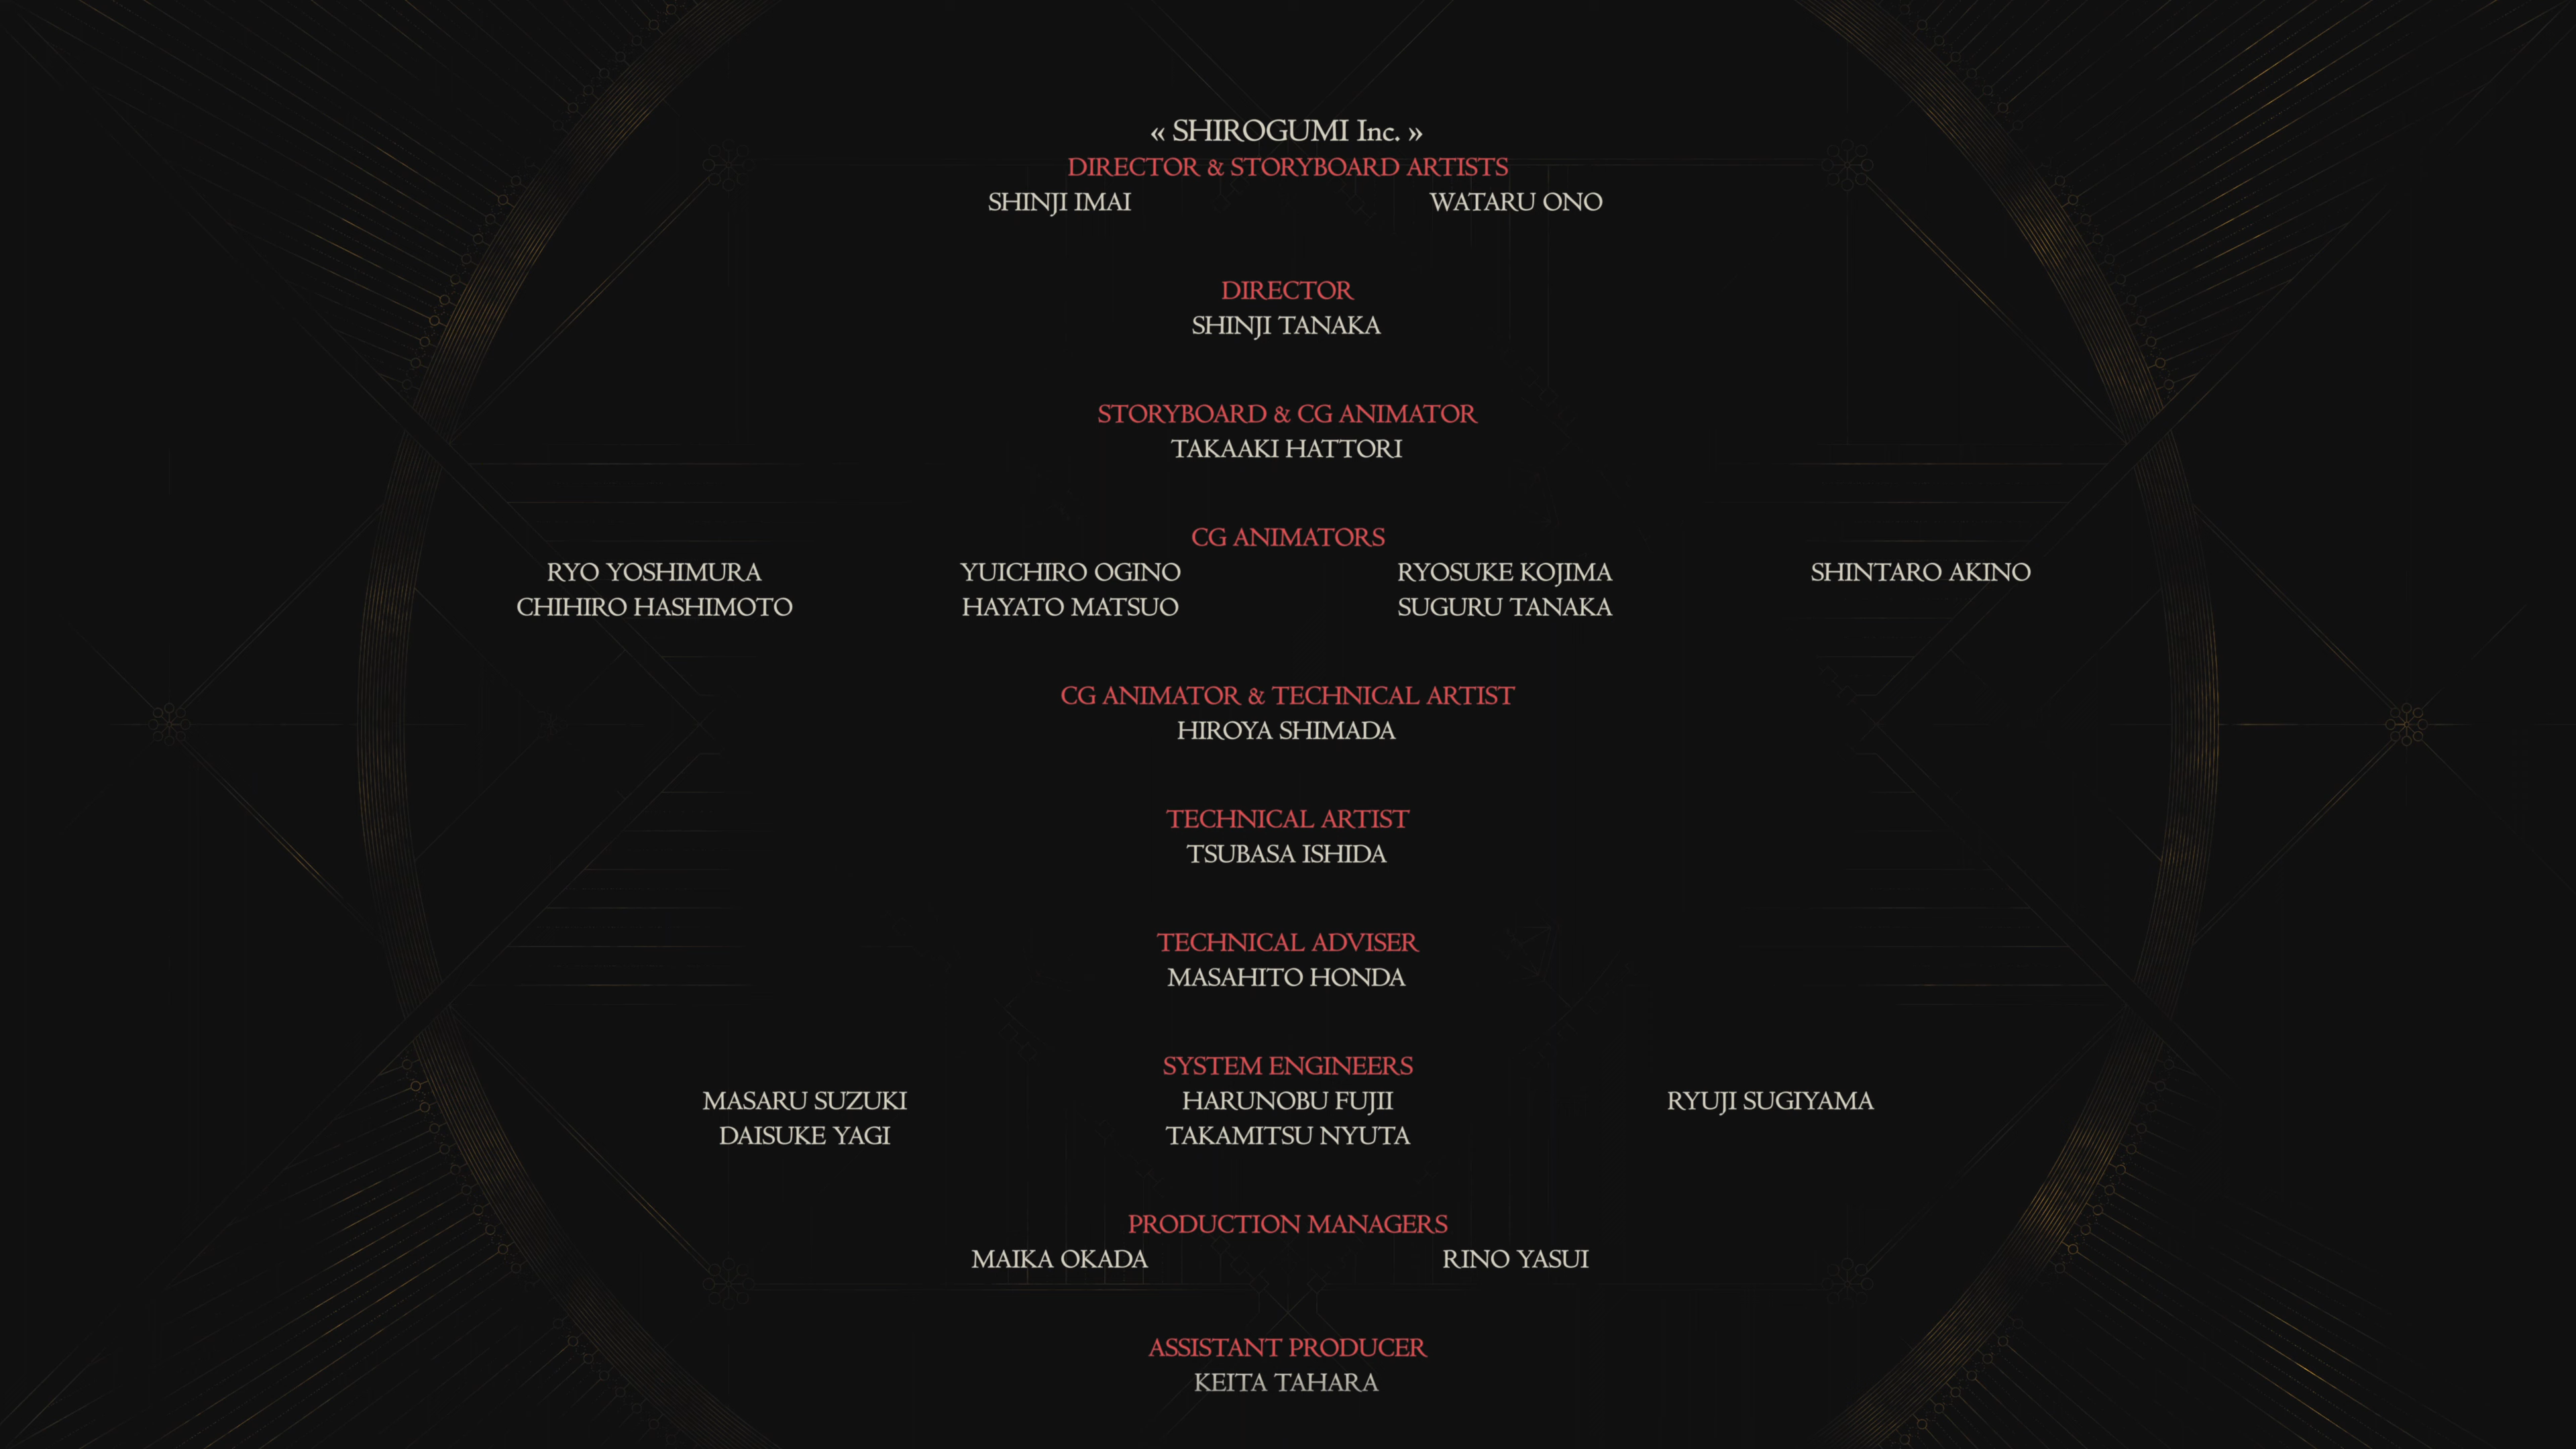 « SHIROGUMI Inc. »
DIRECTOR & STORYBOARD ARTISTS
SHINJI IMAI WATARU ONO
DIRECTOR
SHINJI TANAKA
STORYBOARD & CG ANIMATOR
TAKAAKI HATTORI
CG ANIMATORS
RYO YOSHIMURA YUICHIRO OGINO RYOSUKE KOJIMA SHINTARO AKINO
CHIHIRO HASHIMOTO HAYATO MATSUO SUGURU TANAKA
CG ANIMATOR & TECHNICAL ARTIST
HIROYA SHIMADA
TECHNICAL ARTIST
TSUBASA ISHIDA
TECHNICAL ADVISER
MASAHITO HONDA
SYSTEM ENGINEERS
MASARU SUZUKI HARUNOBU FUJII RYUJI SUGIYAMA
DAISUKE YAGI TAKAMITSU NYUTA
PRODUCTION MANAGERS
MAIKA OKADA RINO YASUI
ASSISTANT PRODUCER
KEITA TAHARA